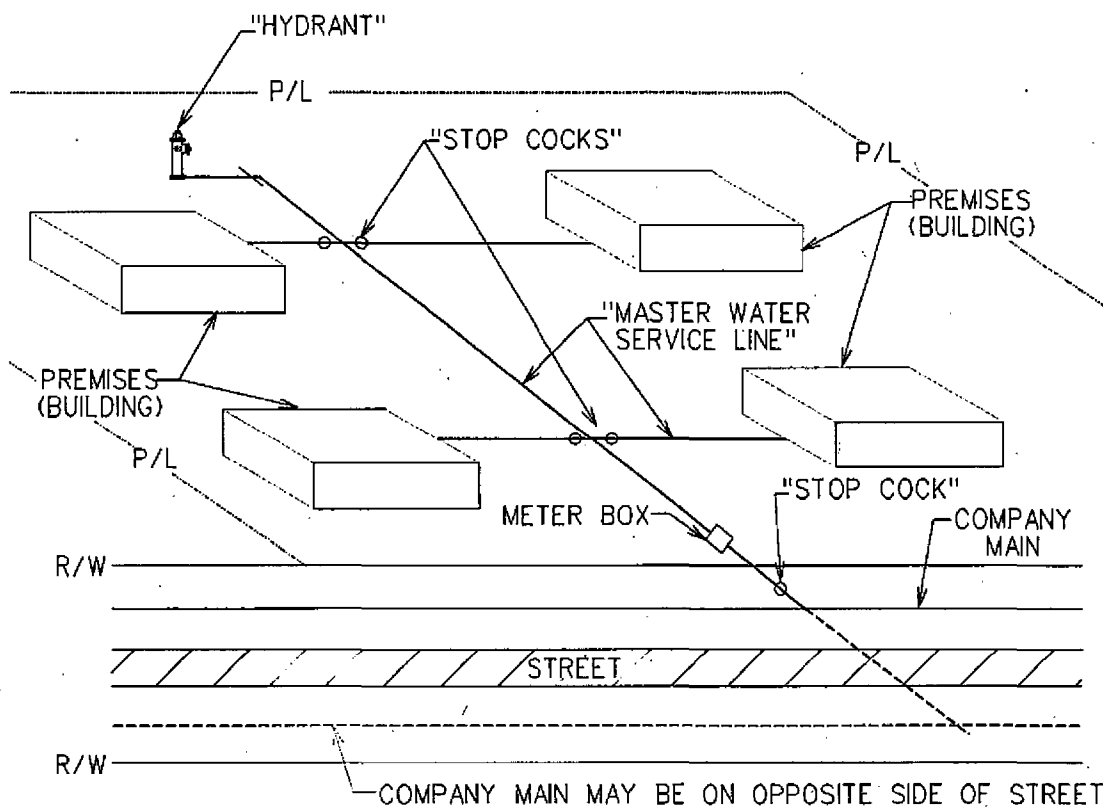 "HYDRANT"
P/L
"STOP COCKS"
P/L
PREMISES
(BUILDING)
"MASTER WATER
SERVICE LINE"
PREMISES
(BUILDING)
P/L
"STOP COCK"
METER BOX
COMPANY
MAIN
R/W
STREET
R/W
COMPANY MAIN MAY BE ON OPPOSITE SIDE OF STREET